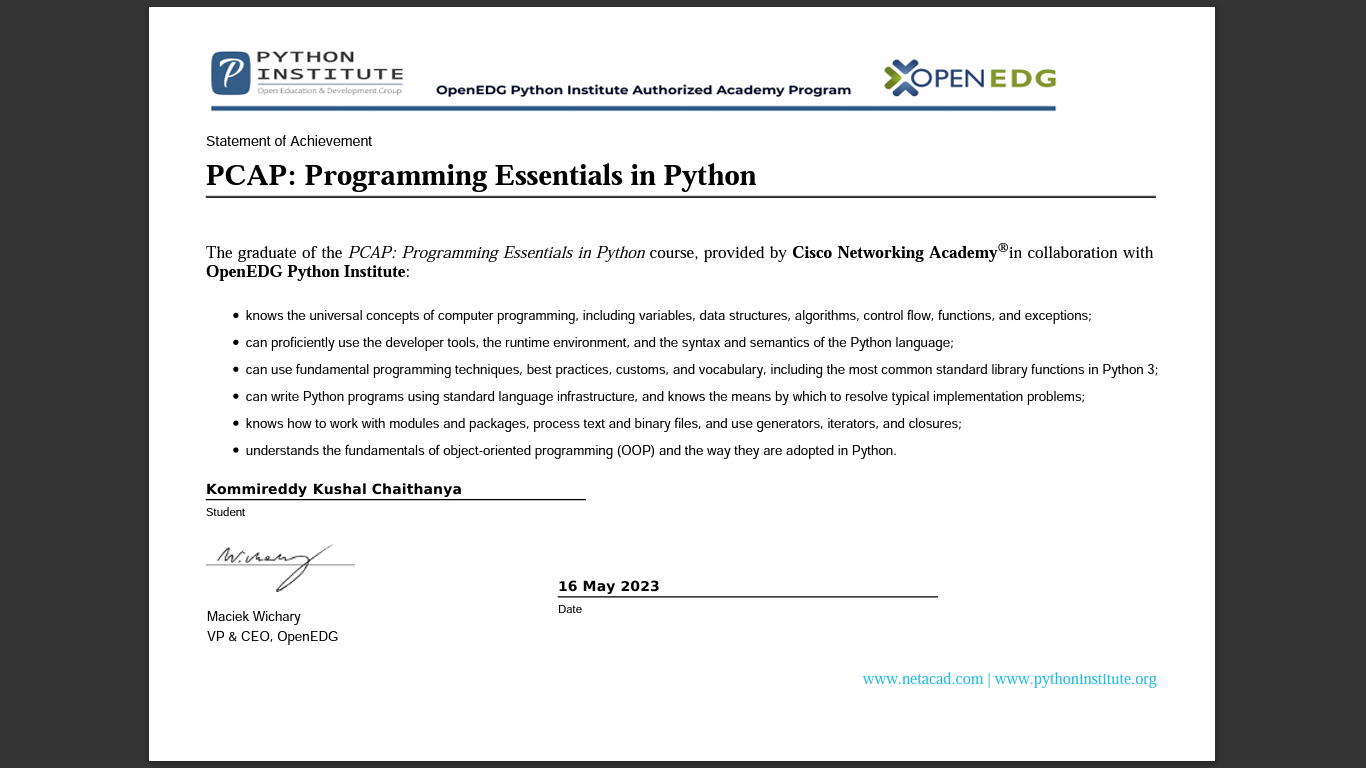 PYTHON
INSTITUTE
Open Education & Development Group
OpenEDG Python Institute Authorized Academy Program
OPENEDG
Statement of Achievement
PCAP: Programming Essentials in Python
The graduate of the PCAP: Programming Essentials in Python course, provided by Cisco Networking Academy®in collaboration with
OpenEDG Python Institute:
• knows the universal concepts of computer programming, including variables, data structures, algorithms, control flow, functions, and exceptions;
• can proficiently use the developer tools, the runtime environment, and the syntax and semantics of the Python language;
• can use fundamental programming techniques, best practices, customs, and vocabulary, including the most common standard library functions in Python 3;
• can write Python programs using standard language infrastructure, and knows the means by which to resolve typical implementation problems;
• knows how to work with modules and packages, process text and binary files, and use generators, iterators, and closures;
• understands the fundamentals of object-oriented programming (OOP) and the way they are adopted in Python.
Kommireddy Kushal Chaithanya
Student
W.chary
16 May 2023
Date
Maciek Wichary
VP & CEO, OpenEDG
www.netacad.com | www.pythoninstitute.org